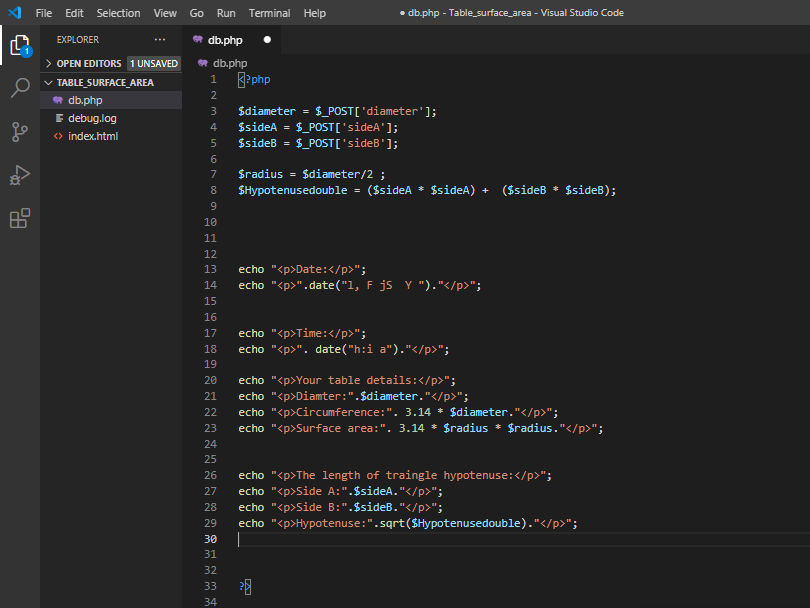 File Edit Selection View Go Run Terminal Help ● db.php - Table_surface_area - Visual Studio Code
EXPLORER ···
OPEN EDITORS 1 UNSAVED
TABLE_SURFACE_AREA
db.php
debug.log
index.html
1
db.php ●
db.php
1 <?php
2
3 $diameter = $_POST['diameter'];
4 $sideA = $_POST['sideA'];
5 $sideB = $_POST['sideB'];
6
7 $radius = $diameter/2 ;
8 $Hypotenusedouble = ($sideA * $sideA) +  ($sideB * $sideB);
9
10
11
12
13 echo "<p>Date:</p>";
14 echo "<p>".date("l, F jS  Y ")."</p>";
15
16
17 echo "<p>Time:</p>";
18 echo "<p>". date("h:i a")."</p>";
19
20 echo "<p>Your table details:</p>";
21 echo "<p>Diamter:".$diameter."</p>";
22 echo "<p>Circumference:". 3.14 * $diameter."</p>";
23 echo "<p>Surface area:". 3.14 * $radius * $radius."</p>";
24
25
26 echo "<p>The length of traingle hypotenuse:</p>";
27 echo "<p>Side A:".$sideA."</p>";
28 echo "<p>Side B:".$sideB."</p>";
29 echo "<p>Hypotenuse:".sqrt($Hypotenusedouble)."</p>";
30
31
32
33 ?>
34